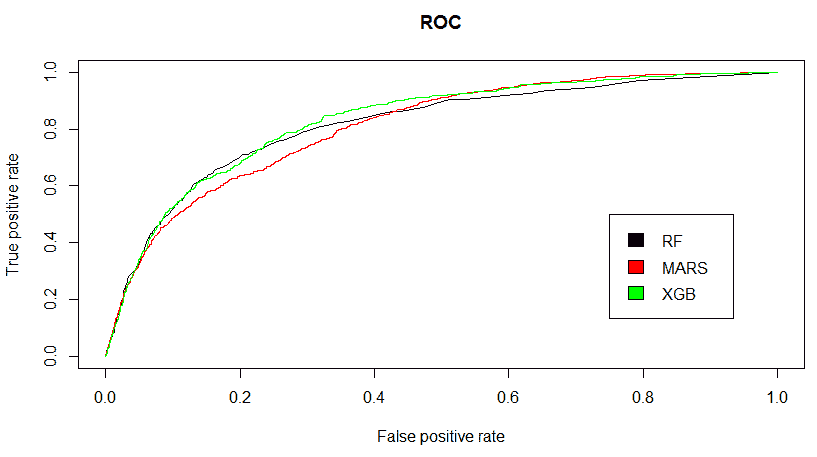 ROC
True positive rate
1.0
0.8
0.6
0.4
0.2
0.0
RF
MARS
XGB
0.0 0.2 0.4 0.6 0.8 1.0
False positive rate